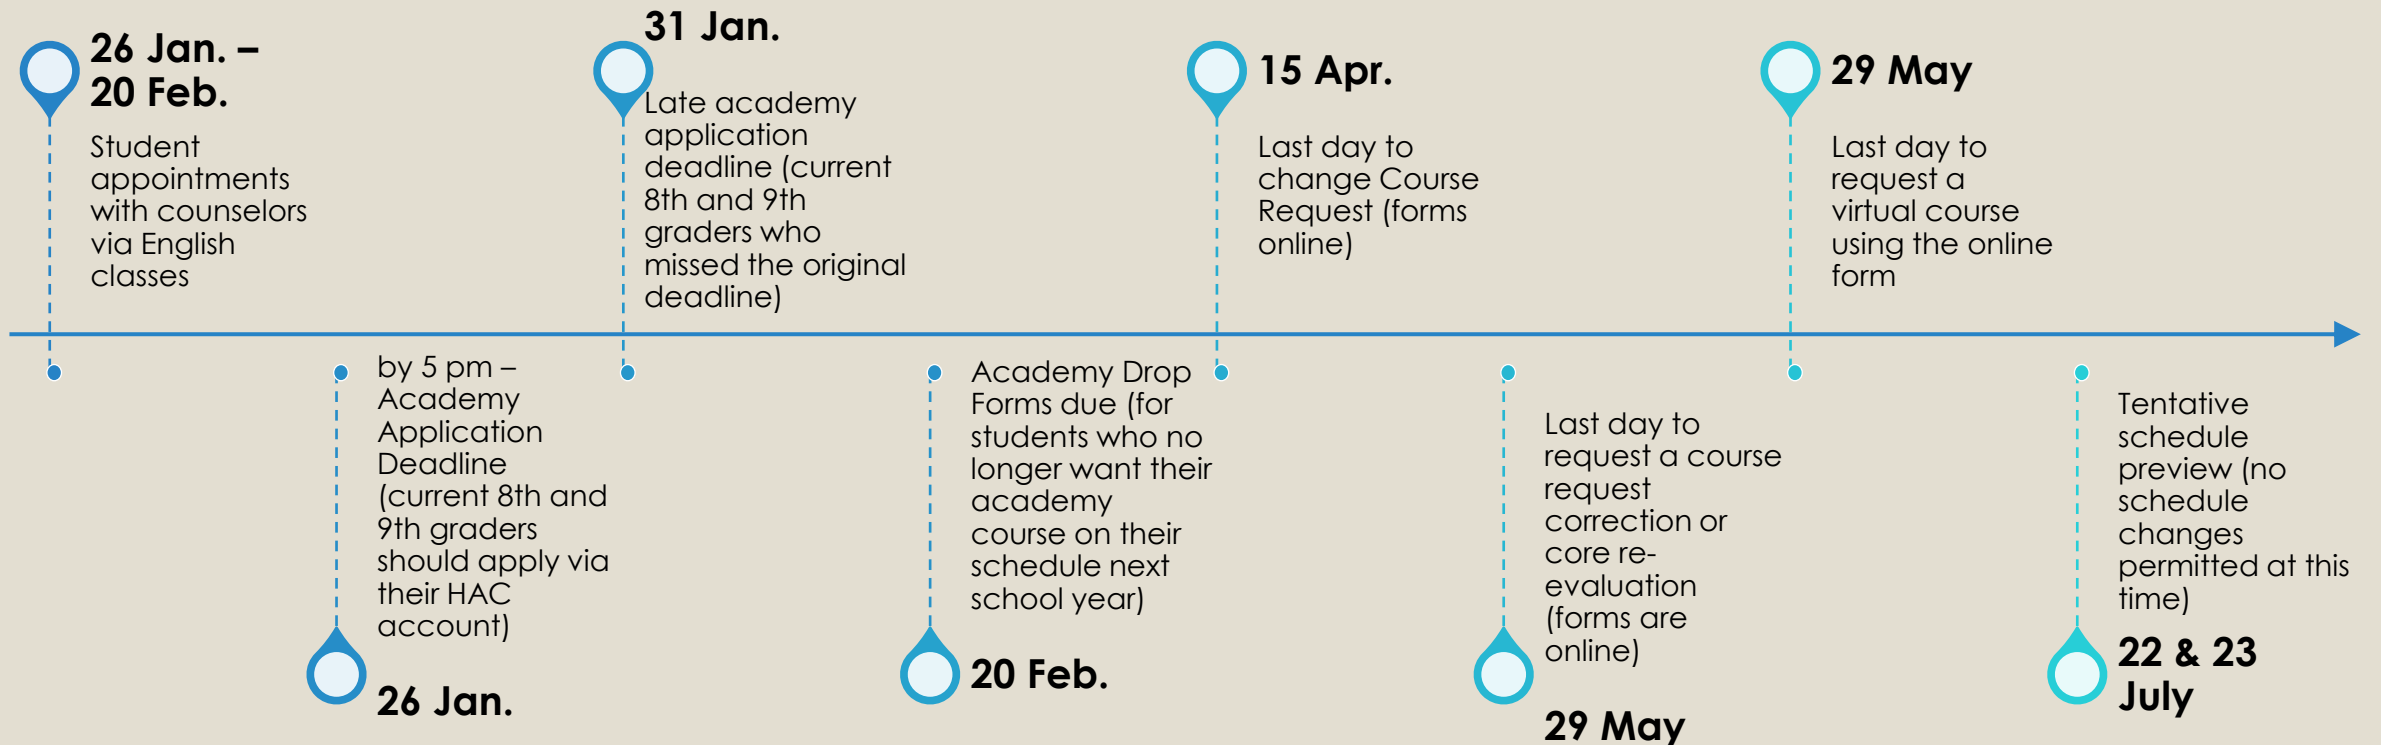 26 Jan. –
20 Feb.
Student
appointments
with counselors
via English
classes
by 5 pm –
Academy
Application
Deadline
(current 8th and
9th graders
should apply via
their HAC
account)
26 Jan.
31 Jan.
Late academy
application
deadline (current
8th and 9th
graders who
missed the original
deadline)
Academy Drop
Forms due (for
students who no
longer want their
academy
course on their
schedule next
school year)
20 Feb.
15 Apr.
Last day to
change Course
Request (forms
online)
Last day to
request a course
request
correction or
core re-
evaluation
(forms are
online)
29 May
29 May
Last day to
request a
virtual course
using the online
form
Tentative
schedule
preview (no
schedule
changes
permitted at this
time)
22 & 23
July